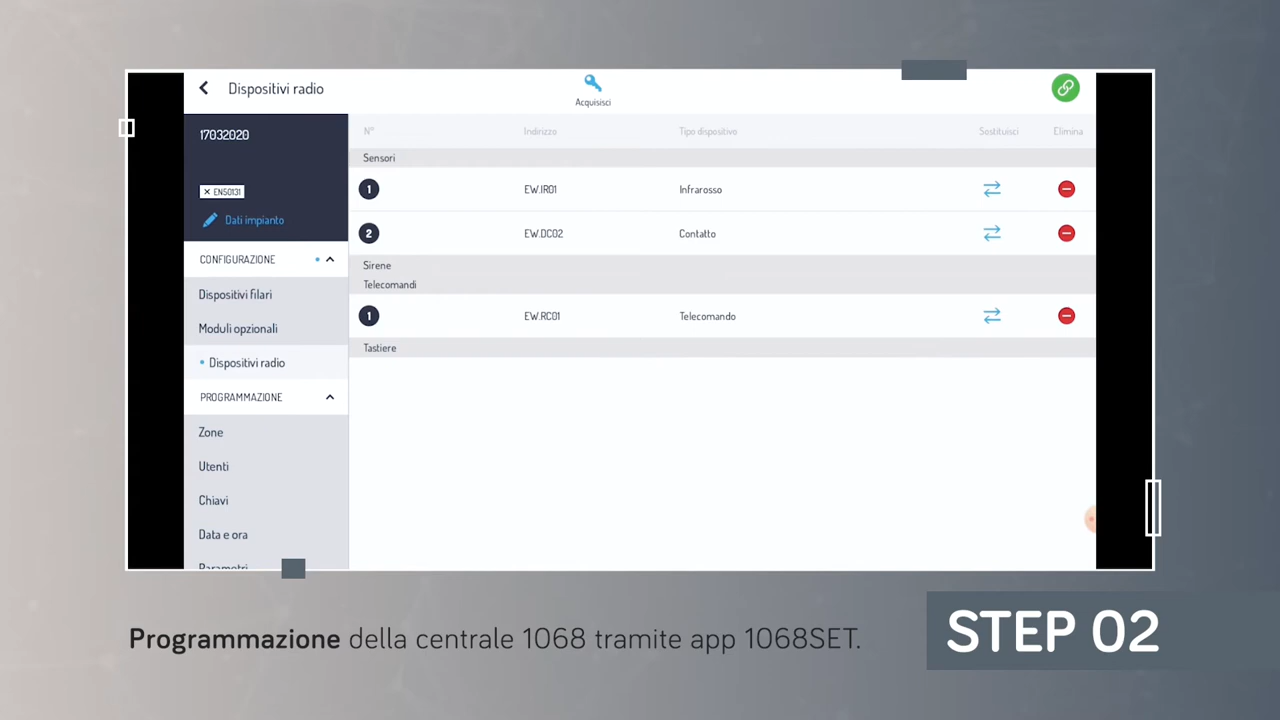 Dispositivi radio
Acquisisci
17032020
× EN50131
Dati impianto
CONFIGURAZIONE
Dispositivi filari
Moduli opzionali
• Dispositivi radio
PROGRAMMAZIONE
Zone
Utenti
Chiavi
Data e ora
Parametri
N° Indirizzo Tipo dispositivo Sostituisci Elimina
Sensori
1 EW.IR01 Infrarosso
2 EW.DC02 Contatto
Sirene
Telecomandi
1 EW.RC01 Telecomando
Tastiere
Programmazione della centrale 1068 tramite app 1068SET.
STEP 02